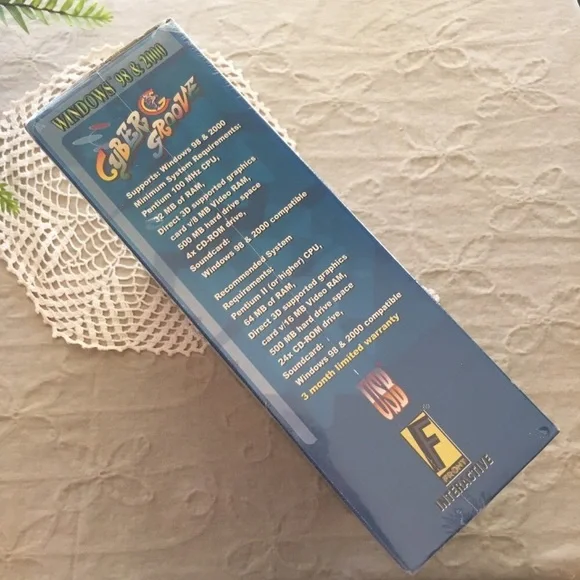 WINDOWS 98 & 2000
CYBER
GROOVE
Supports: Windows 98 & 2000
Minimum System Requirements:
Pentium 100 MHz CPU,
32 MB of RAM,
Direct 3D supported graphics
card v/8 MB Video RAM,
500 MB hard drive space
4x CD-ROM drive,
Soundcard:
Windows 98 & 2000 compatible
Recommended System
Requirements:
Pentium II (or higher) CPU,
64 MB of RAM,
Direct 3D supported graphics
card v/16 MB Video RAM,
500 MB hard drive space
24x CD-ROM drive,
Soundcard:
Windows 98 & 2000 compatible
3 month limited warranty
F
FRONT
INTERACTIVE